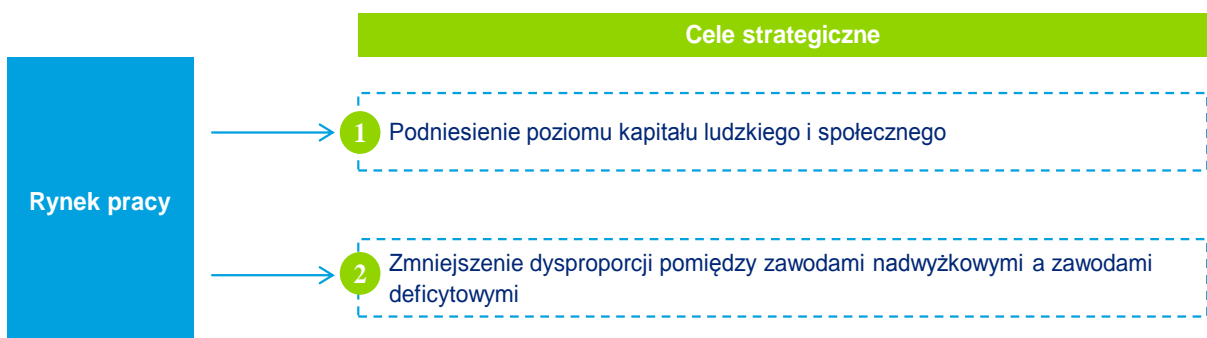 Cele strategiczne
Rynek pracy
1 Podniesienie poziomu kapitału ludzkiego i społecznego
2 Zmniejszenie dysproporcji pomiędzy zawodami nadwyżkowymi a zawodami
deficytowymi